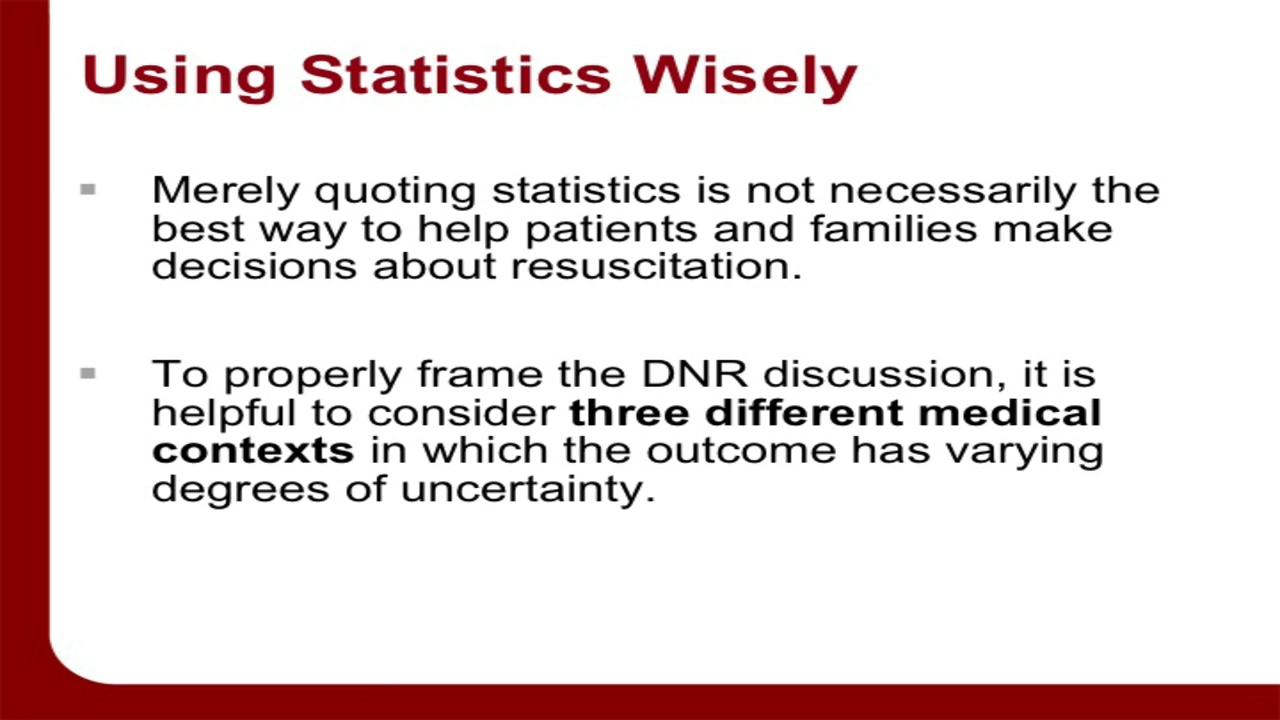 Using Statistics Wisely
Merely quoting statistics is not necessarily the
best way to help patients and families make
decisions about resuscitation.
To properly frame the DNR discussion, it is
helpful to consider three different medical
contexts in which the outcome has varying
degrees of uncertainty.